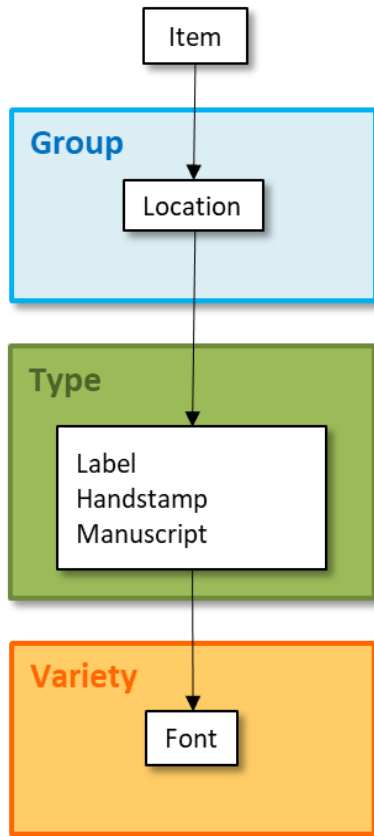 Item
Group
Location
Type
Label
Handstamp
Manuscript
Variety
Font